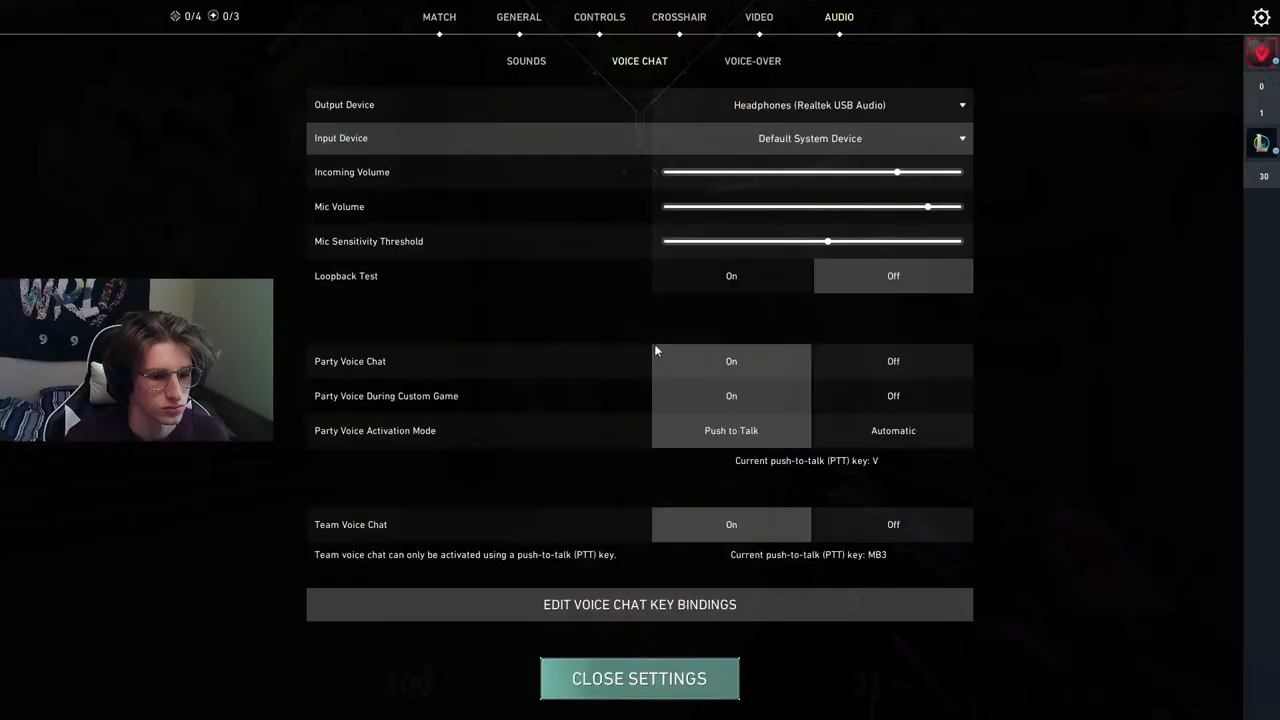 0/4 0/3
MATCH GENERAL CONTROLS CROSSHAIR VIDEO AUDIO
SOUNDS VOICE CHAT VOICE-OVER
Output Device Headphones (Realtek USB Audio)
Input Device Default System Device
Incoming Volume
Mic Volume
Mic Sensitivity Threshold
Loopback Test On Off
Party Voice Chat On Off
Party Voice During Custom Game On Off
Party Voice Activation Mode Push to Talk Automatic
Current push-to-talk (PTT) key: V
Team Voice Chat On Off
Team voice chat can only be activated using a push-to-talk (PTT) key. Current push-to-talk (PTT) key: MB3
EDIT VOICE CHAT KEY BINDINGS
CLOSE SETTINGS
0
1
30
WRLD
9 9
100